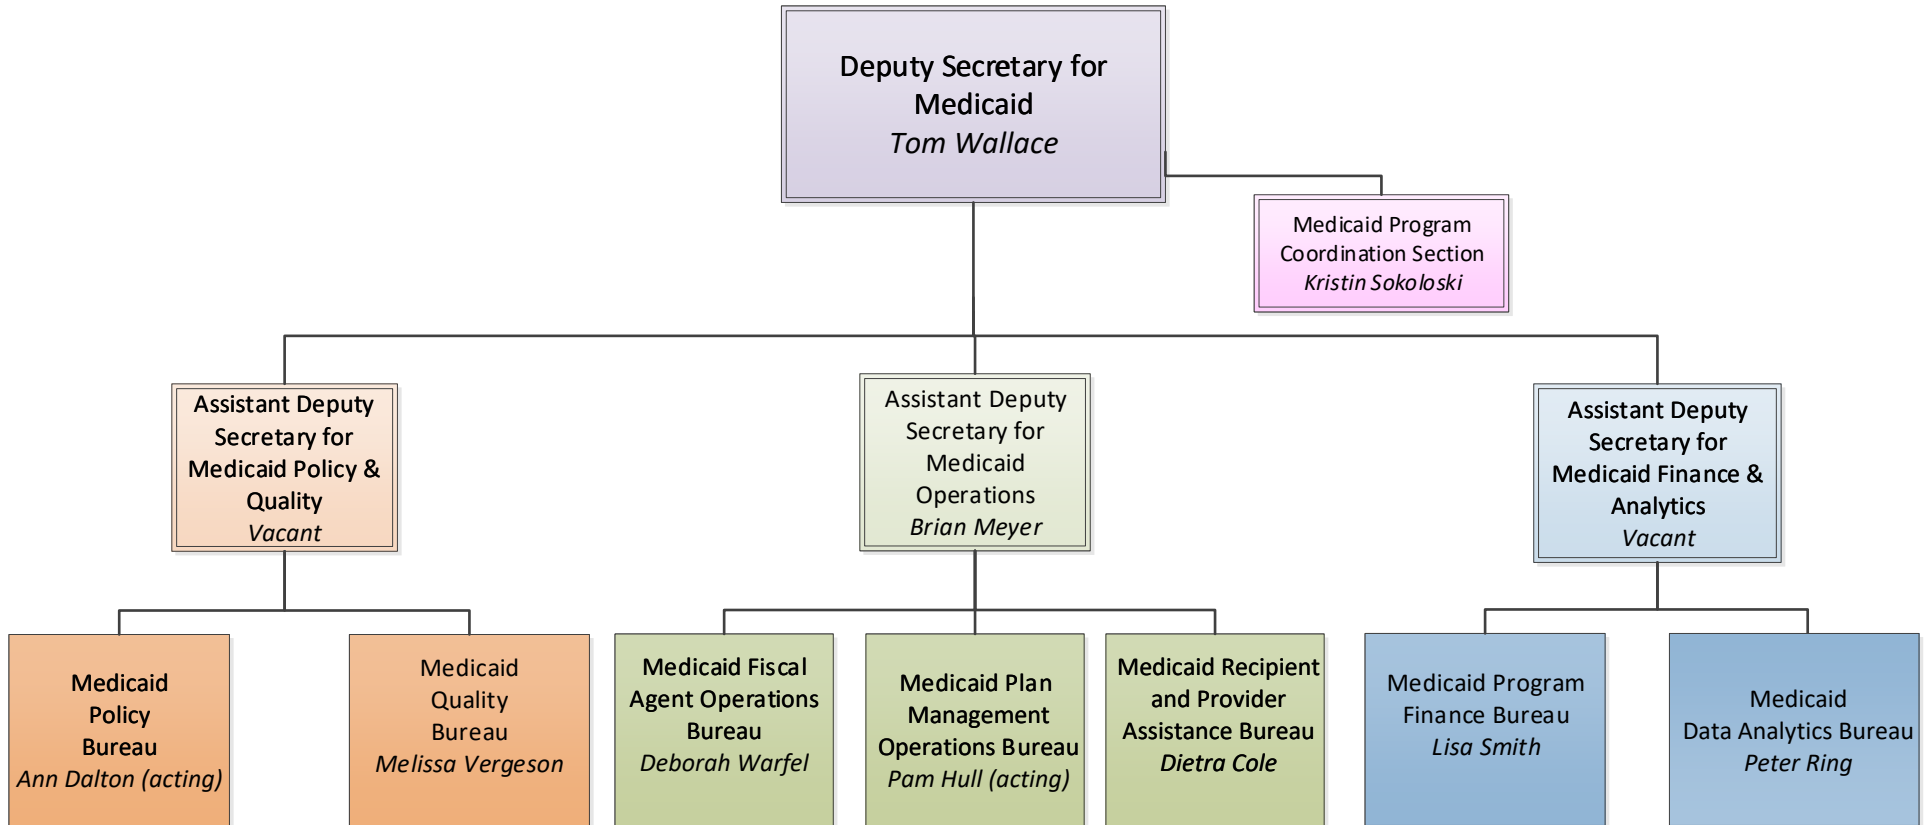 Deputy Secretary for
Medicaid
Tom Wallace
Medicaid Program
Coordination Section
Kristin Sokoloski
Assistant Deputy
Secretary for
Medicaid Policy &
Quality
Vacant
Assistant Deputy
Secretary for
Medicaid
Operations
Brian Meyer
Assistant Deputy
Secretary for
Medicaid Finance &
Analytics
Vacant
Medicaid
Policy
Bureau
Ann Dalton (acting)
Medicaid
Quality
Bureau
Melissa Vergeson
Medicaid Fiscal
Agent Operations
Bureau
Deborah Warfel
Medicaid Plan
Management
Operations Bureau
Pam Hull (acting)
Medicaid Recipient
and Provider
Assistance Bureau
Dietra Cole
Medicaid Program
Finance Bureau
Lisa Smith
Medicaid
Data Analytics Bureau
Peter Ring